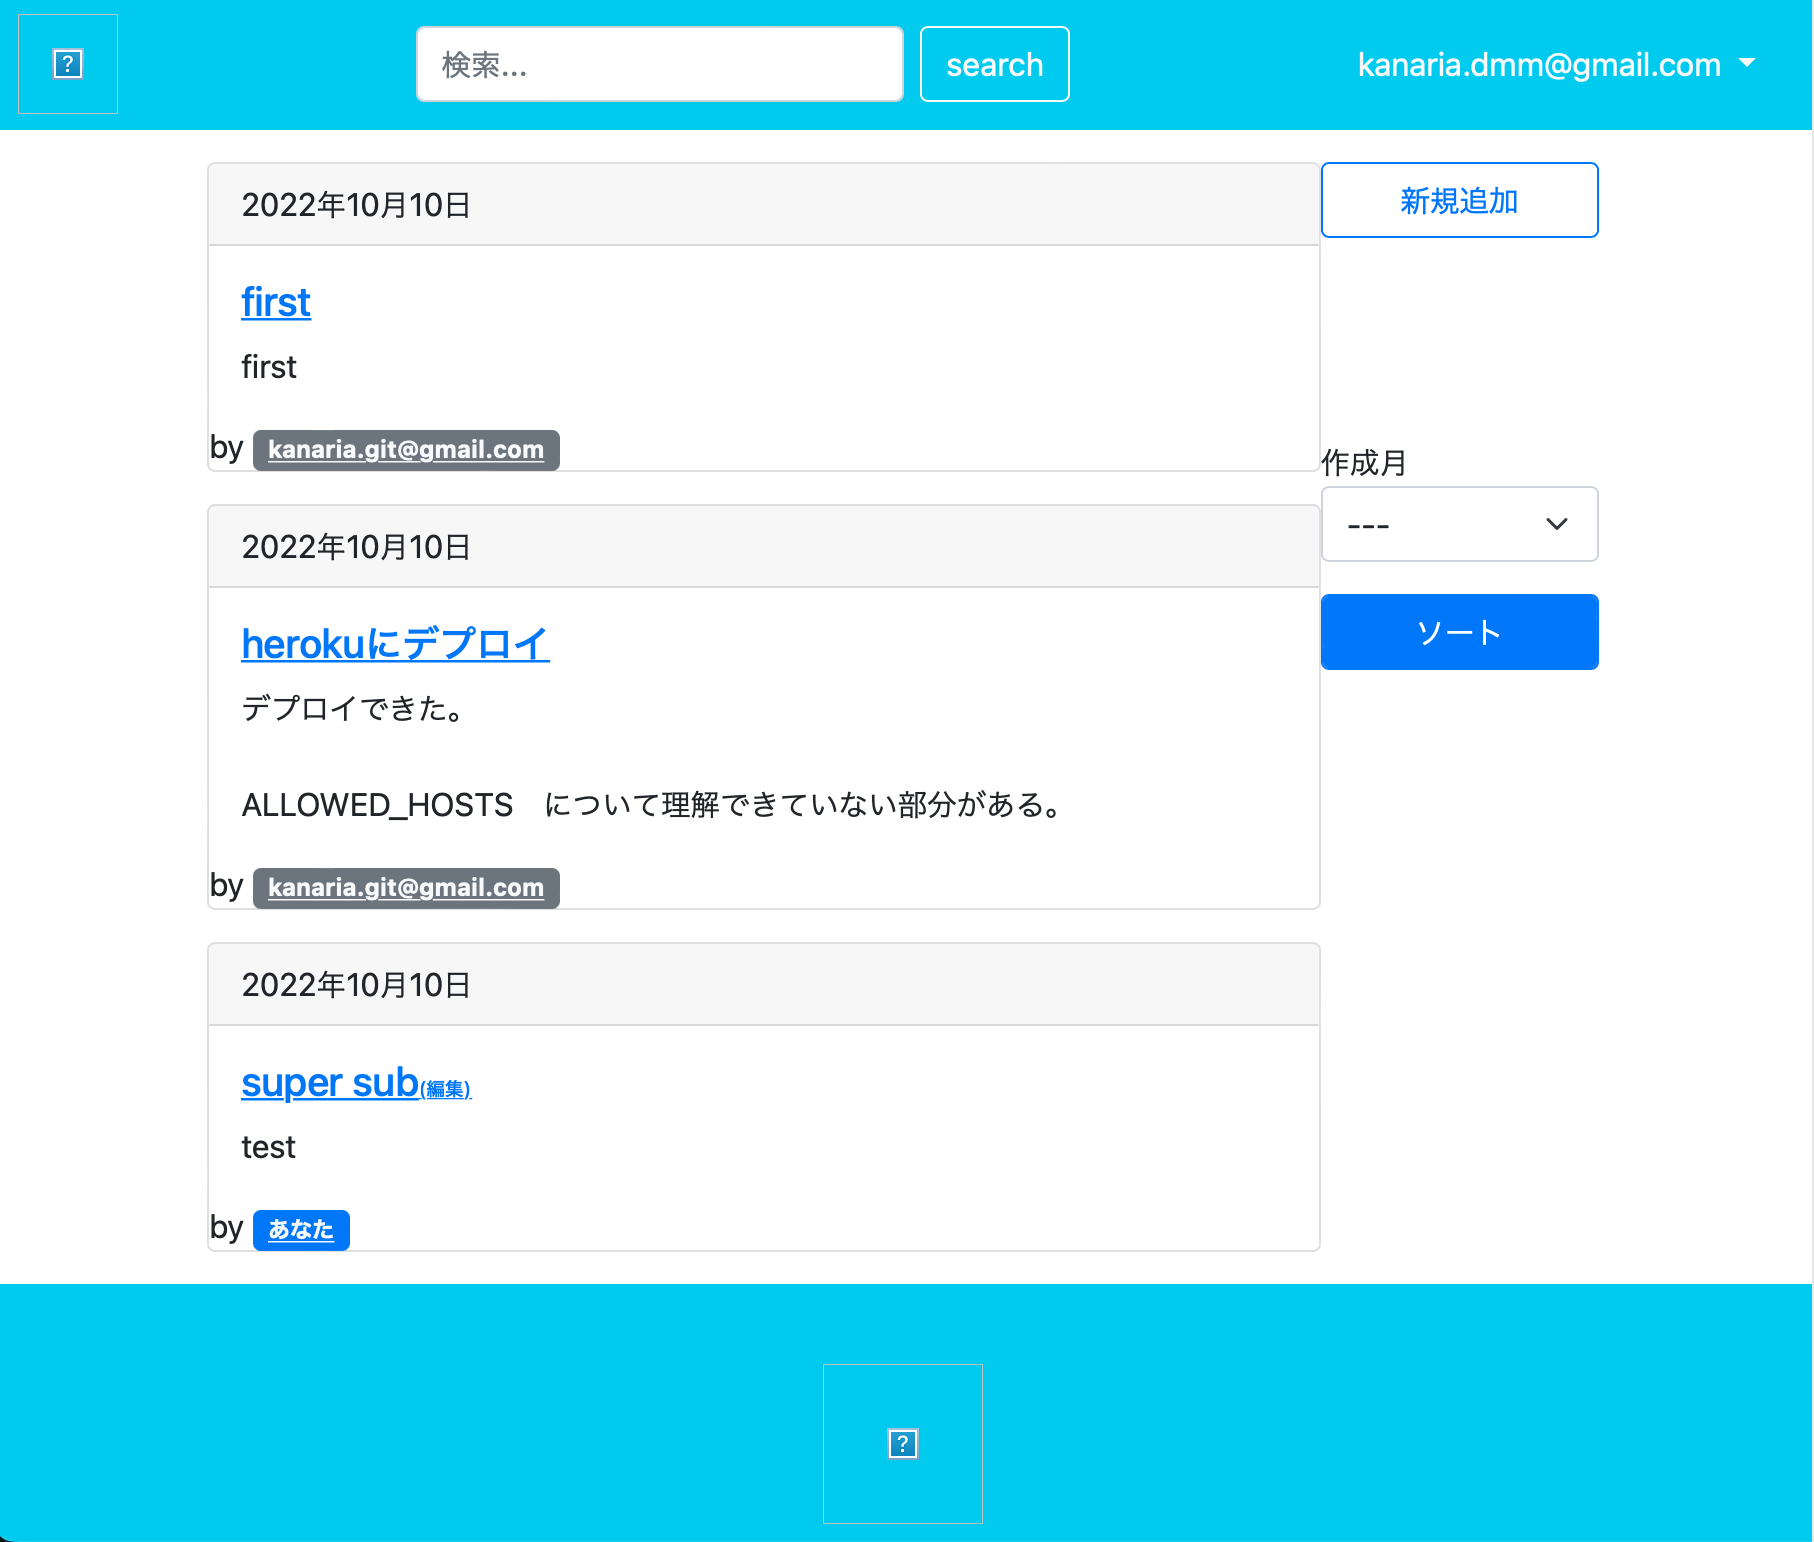 検索...
search
kanaria.dmm@gmail.com
2022年10月10日
first
first
by kanaria.git@gmail.com
新規追加
作成月
---
ソート
2022年10月10日
herokuにデプロイ
デプロイできた。
ALLOWED_HOSTS　について理解できていない部分がある。
by kanaria.git@gmail.com
2022年10月10日
super sub(編集)
test
by あなた